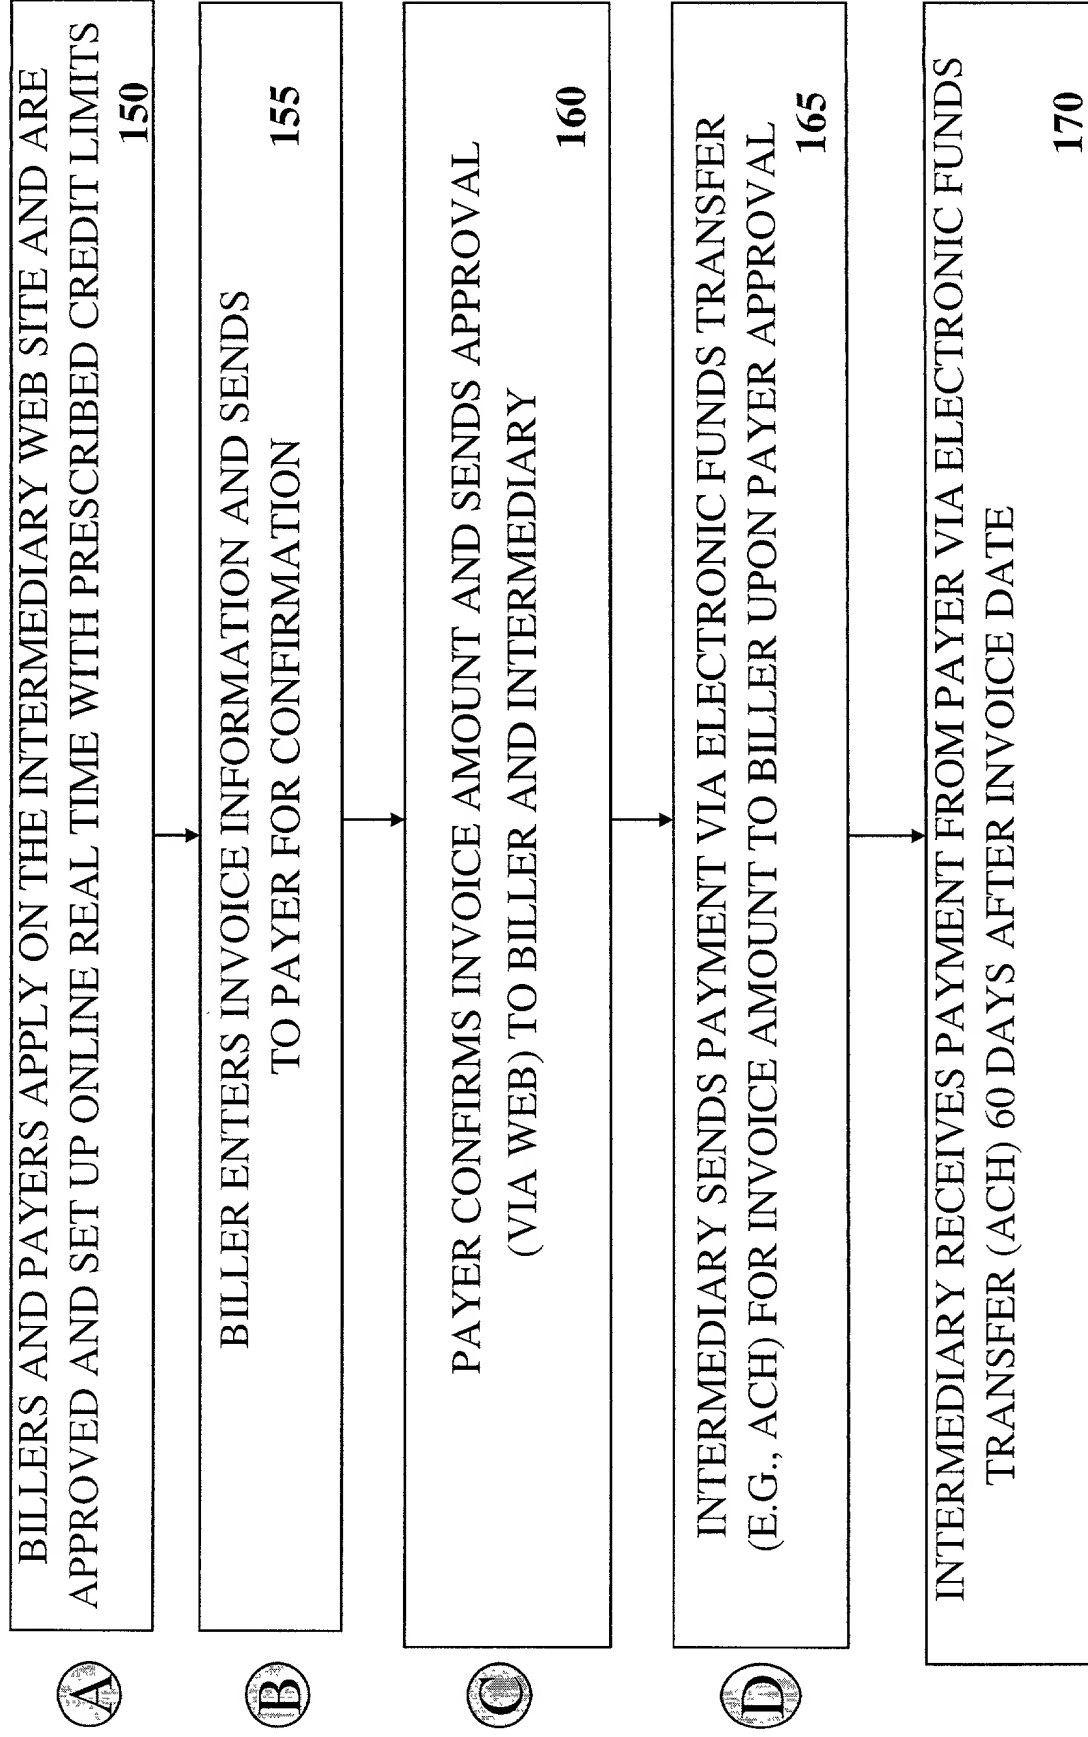 A
BILLERS AND PAYERS APPLY ON THE INTERMEDIARY WEB SITE AND ARE
APPROVED AND SET UP ONLINE REAL TIME WITH PRESCRIBED CREDIT LIMITS
150
B
BILLER ENTERS INVOICE INFORMATION AND SENDS
TO PAYER FOR CONFIRMATION
155
C
PAYER CONFIRMS INVOICE AMOUNT AND SENDS APPROVAL
(VIA WEB) TO BILLER AND INTERMEDIARY
160
D
INTERMEDIARY SENDS PAYMENT VIA ELECTRONIC FUNDS TRANSFER
(E.G., ACH) FOR INVOICE AMOUNT TO BILLER UPON PAYER APPROVAL
165
INTERMEDIARY RECEIVES PAYMENT FROM PAYER VIA ELECTRONIC FUNDS
TRANSFER (ACH) 60 DAYS AFTER INVOICE DATE
170